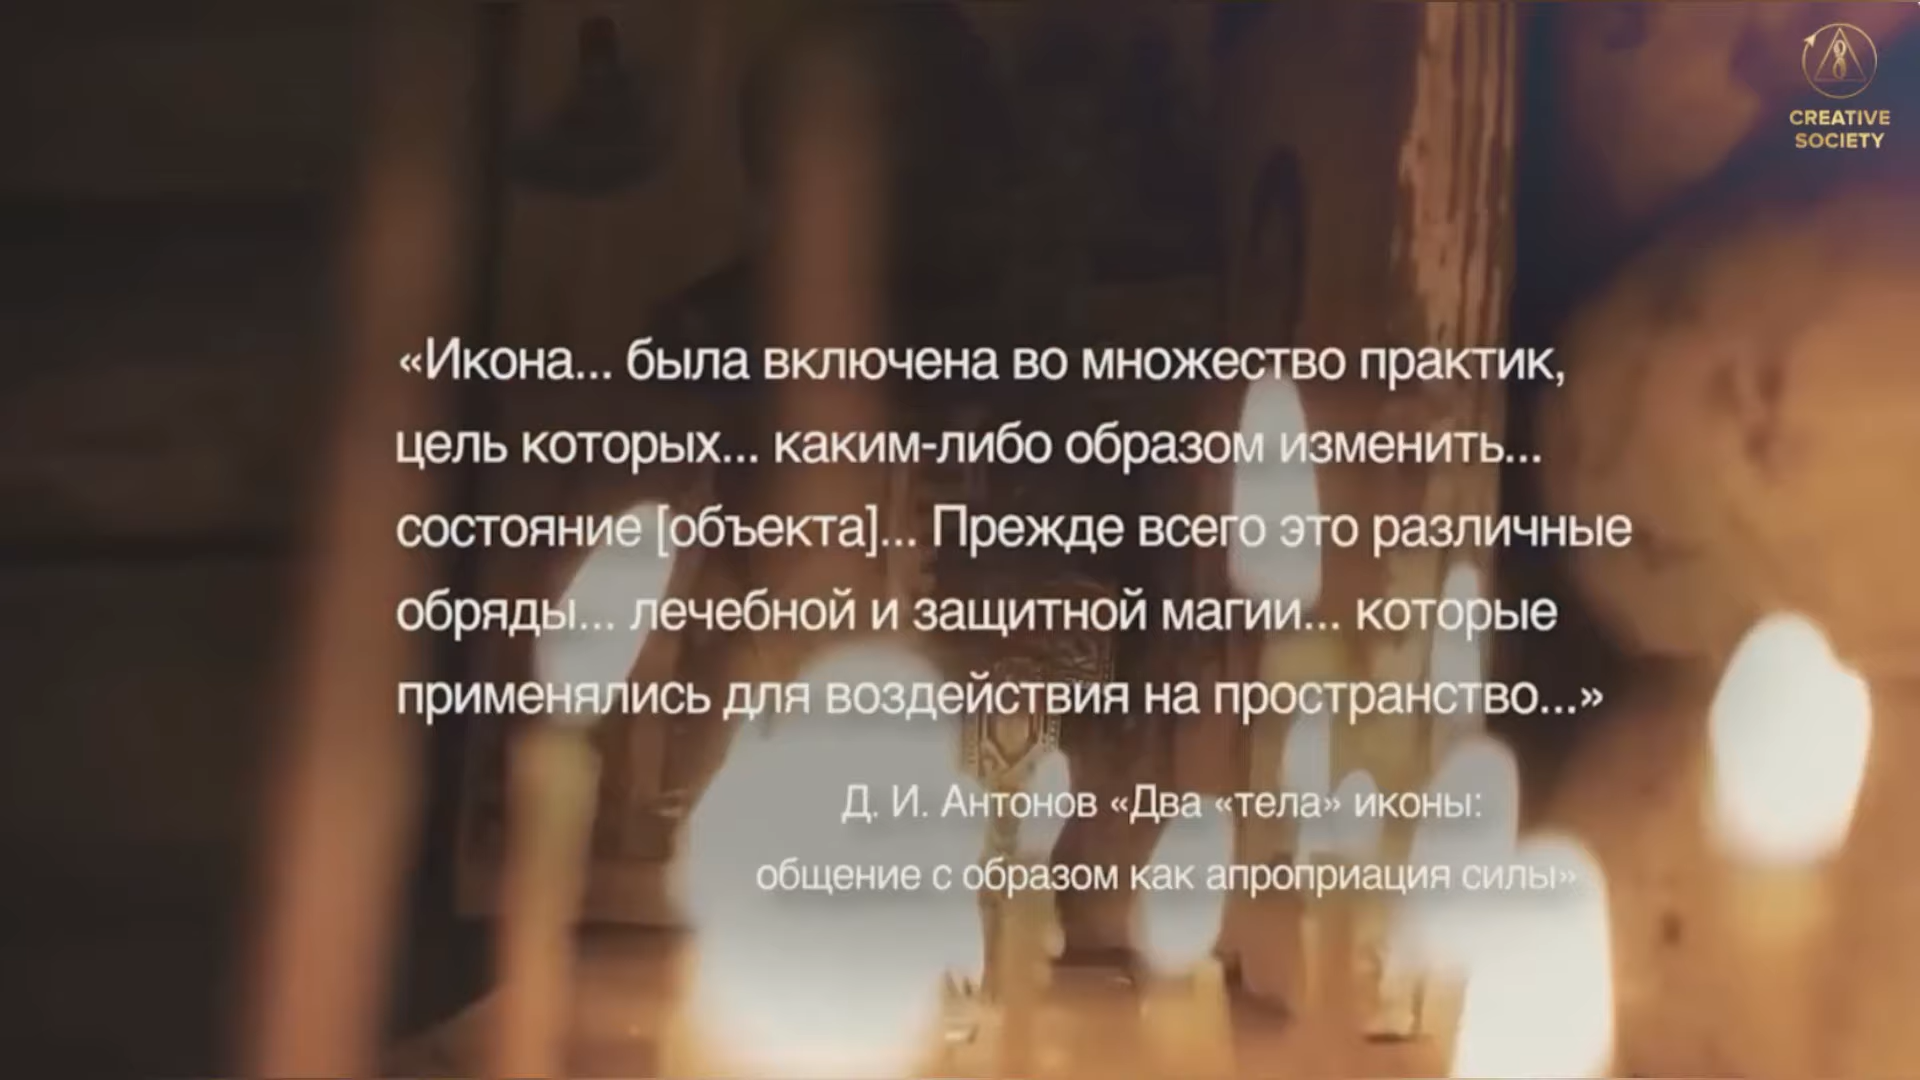 CREATIVE
SOCIETY
«Икона... была включена во множество практик,
цель которых... каким-либо образом изменить...
состояние [объекта]... Прежде всего это различные
обряды... лечебной и защитной магии... которые
применялись для воздействия на пространство...»
Д. И. Антонов «Два «тела» иконы:
общение с образом как апроприация силы»